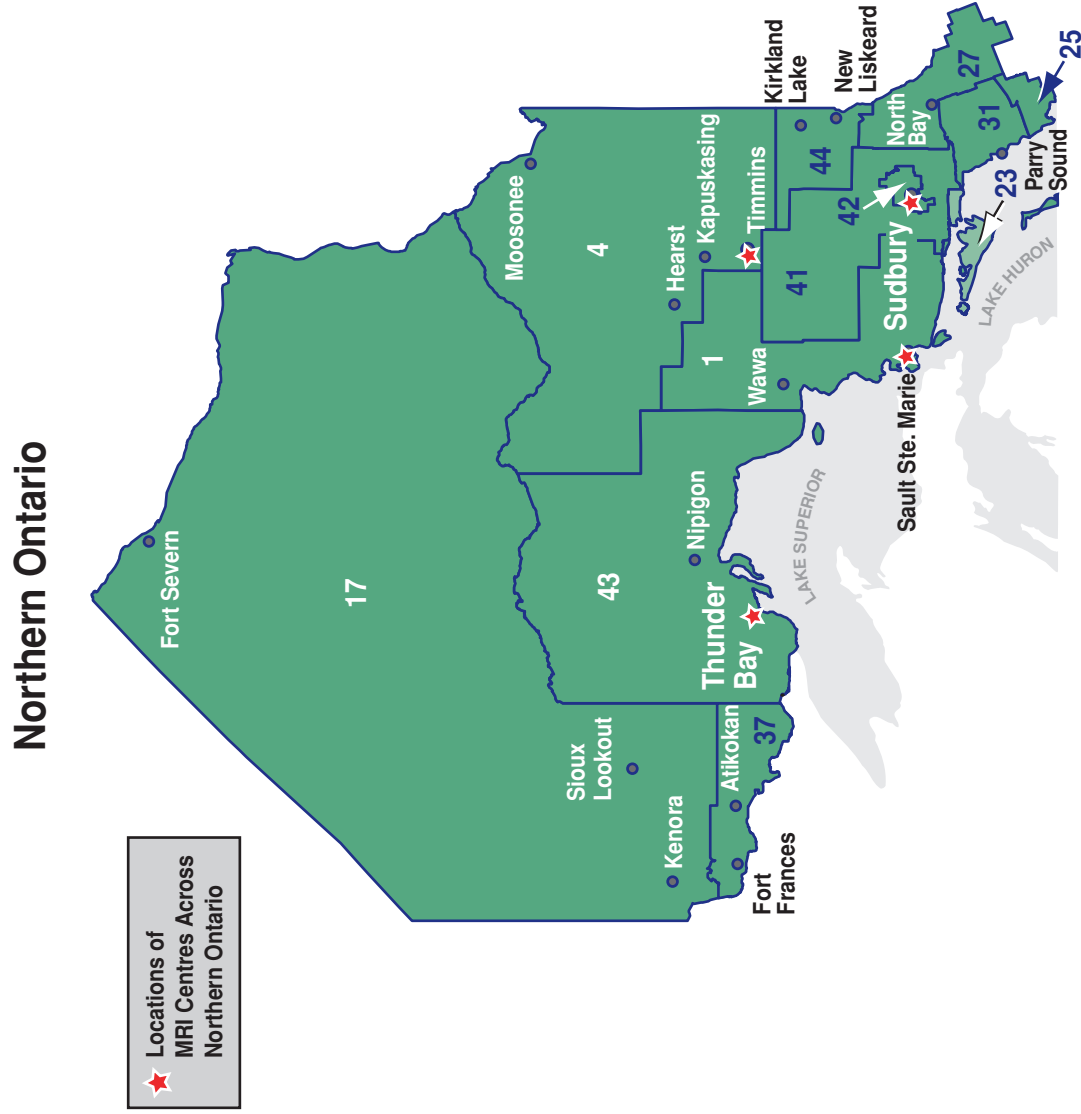 Northern Ontario
Locations of
MRI Centres Across
Northern Ontario
Fort Severn
17
Sioux
Lookout
Kenora
Fort
Frances
Atikokan
37
43
Nipigon
Thunder
Bay
LAKE SUPERIOR
Moosonee
4
Hearst
Kapuskasing
Timmins
1
Wawa
Sault Ste. Marie
41
44
Kirkland
Lake
New
Liskeard
42
Sudbury
North
Bay
27
31
25
23
Parry
Sound
LAKE HURON